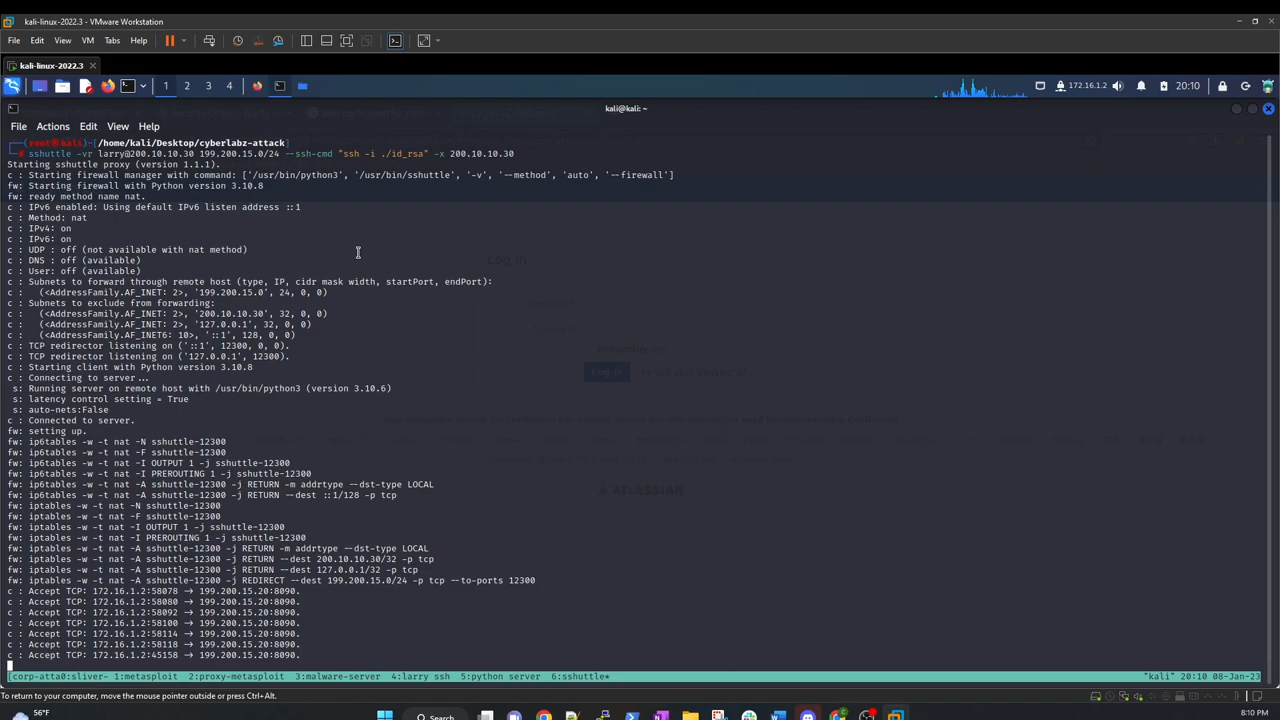 kali-linux-2022.3 - VMware Workstation
File Edit View VM Tabs Help
kali-linux-2022.3
1 2 3 4 172.16.1.2 20:10
kali@kali: ~
File Actions Edit View Help
┌──(root㉿kali)-[/home/kali/Desktop/cyberlabz-attack]
└─# sshuttle -vr larry@200.10.10.30 199.200.15.0/24 --ssh-cmd "ssh -i ./id_rsa" -x 200.10.10.30
Starting sshuttle proxy (version 1.1.1).
c : Starting firewall manager with command: ['/usr/bin/python3', '/usr/bin/sshuttle', '-v', '--method', 'auto', '--firewall']
fw: Starting firewall with Python version 3.10.8
fw: ready method name nat.
c : IPv6 enabled: Using default IPv6 listen address ::1
c : Method: nat
c : IPv4: on
c : IPv6: on
c : UDP : off (not available with nat method)
c : DNS : off (available)
c : User: off (available)
c : Subnets to forward through remote host (type, IP, cidr mask width, startPort, endPort):
c :   (<AddressFamily.AF_INET: 2>, '199.200.15.0', 24, 0, 0)
c : Subnets to exclude from forwarding:
c :   (<AddressFamily.AF_INET: 2>, '200.10.10.30', 32, 0, 0)
c :   (<AddressFamily.AF_INET: 2>, '127.0.0.1', 32, 0, 0)
c :   (<AddressFamily.AF_INET6: 10>, '::1', 128, 0, 0)
c : TCP redirector listening on ('::1', 12300, 0, 0).
c : TCP redirector listening on ('127.0.0.1', 12300).
c : Starting client with Python version 3.10.8
c : Connecting to server...
s: Running server on remote host with /usr/bin/python3 (version 3.10.6)
s: latency control setting = True
s: auto-nets:False
c : Connected to server.
fw: setting up.
fw: ip6tables -w -t nat -N sshuttle-12300
fw: ip6tables -w -t nat -F sshuttle-12300
fw: ip6tables -w -t nat -I OUTPUT 1 -j sshuttle-12300
fw: ip6tables -w -t nat -I PREROUTING 1 -j sshuttle-12300
fw: ip6tables -w -t nat -A sshuttle-12300 -j RETURN -m addrtype --dst-type LOCAL
fw: ip6tables -w -t nat -A sshuttle-12300 -j RETURN --dest ::1/128 -p tcp
fw: iptables -w -t nat -N sshuttle-12300
fw: iptables -w -t nat -F sshuttle-12300
fw: iptables -w -t nat -I OUTPUT 1 -j sshuttle-12300
fw: iptables -w -t nat -I PREROUTING 1 -j sshuttle-12300
fw: iptables -w -t nat -A sshuttle-12300 -j RETURN -m addrtype --dst-type LOCAL
fw: iptables -w -t nat -A sshuttle-12300 -j RETURN --dest 200.10.10.30/32 -p tcp
fw: iptables -w -t nat -A sshuttle-12300 -j RETURN --dest 127.0.0.1/32 -p tcp
fw: iptables -w -t nat -A sshuttle-12300 -j REDIRECT --dest 199.200.15.0/24 -p tcp --to-ports 12300
c : Accept TCP: 172.16.1.2:58078 → 199.200.15.20:8090.
c : Accept TCP: 172.16.1.2:58080 → 199.200.15.20:8090.
c : Accept TCP: 172.16.1.2:58092 → 199.200.15.20:8090.
c : Accept TCP: 172.16.1.2:58100 → 199.200.15.20:8090.
c : Accept TCP: 172.16.1.2:58114 → 199.200.15.20:8090.
c : Accept TCP: 172.16.1.2:58118 → 199.200.15.20:8090.
c : Accept TCP: 172.16.1.2:45158 → 199.200.15.20:8090.
Log in
Remember me
Log in Forgot your password?
ATLASSIAN
[corp-atta0:sliver- 1:metasploit 2:proxy-metasploit 3:malware-server 4:larry ssh 5:python server 6:sshuttle* "kali" 20:10 08-Jan-23
To return to your computer, move the mouse pointer outside or press Ctrl+Alt.
56°F Search 8:10 PM